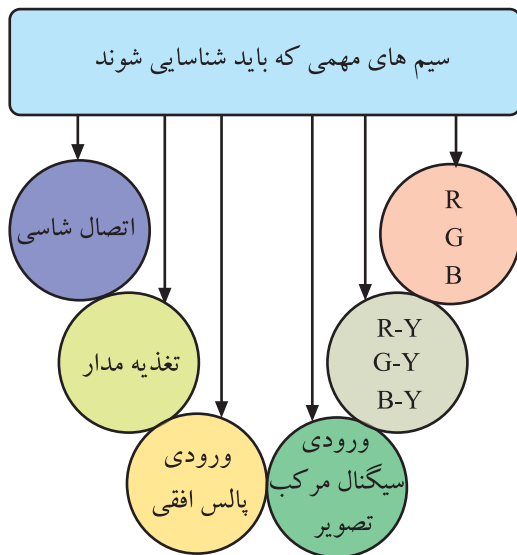 سیم های مهمی که باید شناسایی شوند
R
G
B
R-Y
G-Y
B-Y
ورودی
سیگنال مرکب
تصویر
ورودی
پالس افقی
تغذیه مدار
اتصال شاسی